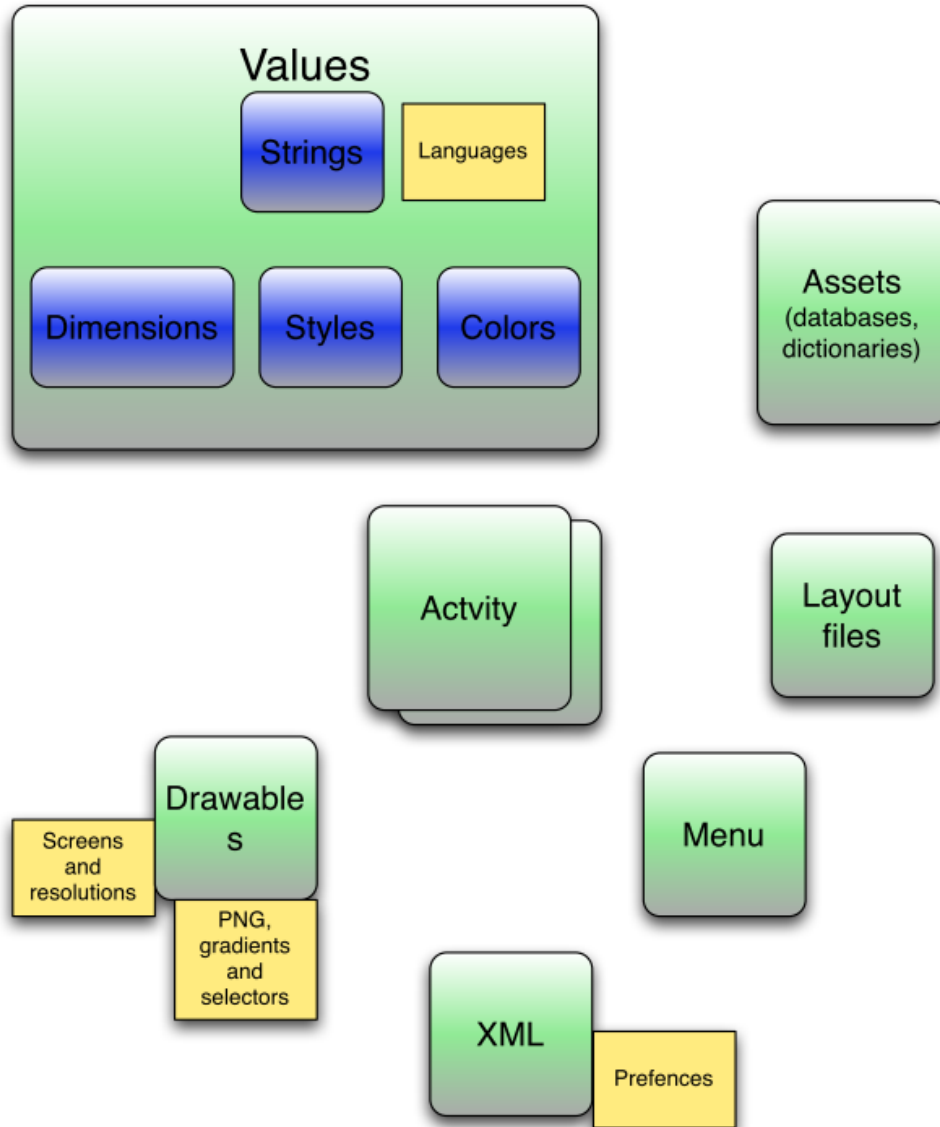 Values
Strings
Languages
Dimensions
Styles
Colors
Assets
(databases,
dictionaries)
Actvity
Layout
files
Drawable
s
Screens
and
resolutions
PNG,
gradients
and
selectors
Menu
XML
Prefences